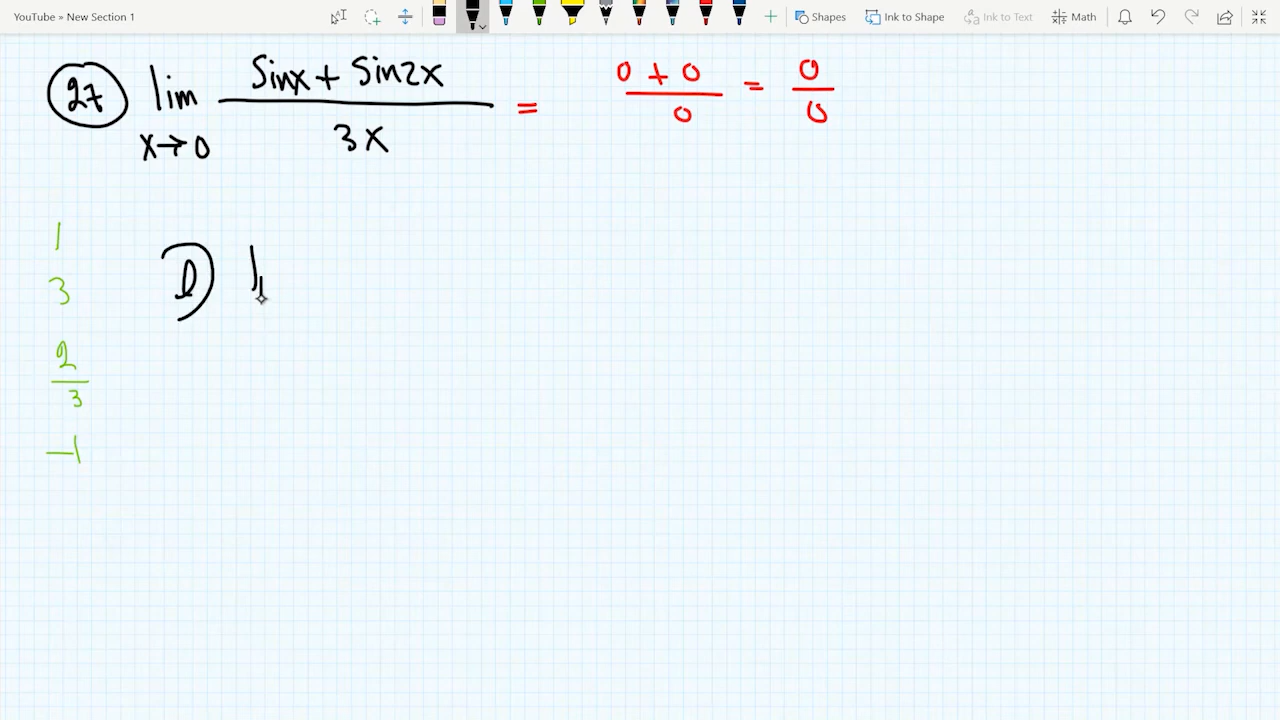 YouTube » New Section 1
Shapes Ink to Shape Ink to Text Math
27 lim sinx + sin2x / 3x = 0 + 0 / 0 = 0 / 0
x→0
1
3
2/3
-1